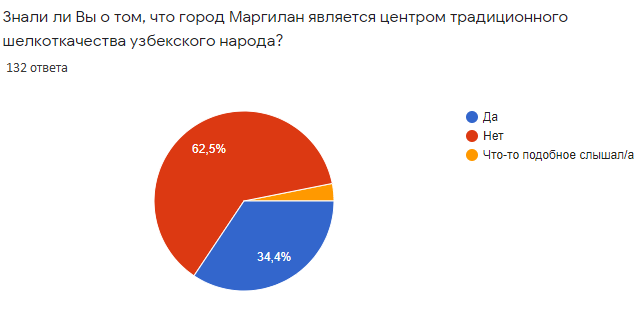 Знали ли Вы о том, что город Маргилан является центром традиционного
шелкоткачества узбекского народа?
132 ответа
62,5%
34,4%
Да
Нет
Что-то подобное слышал/а